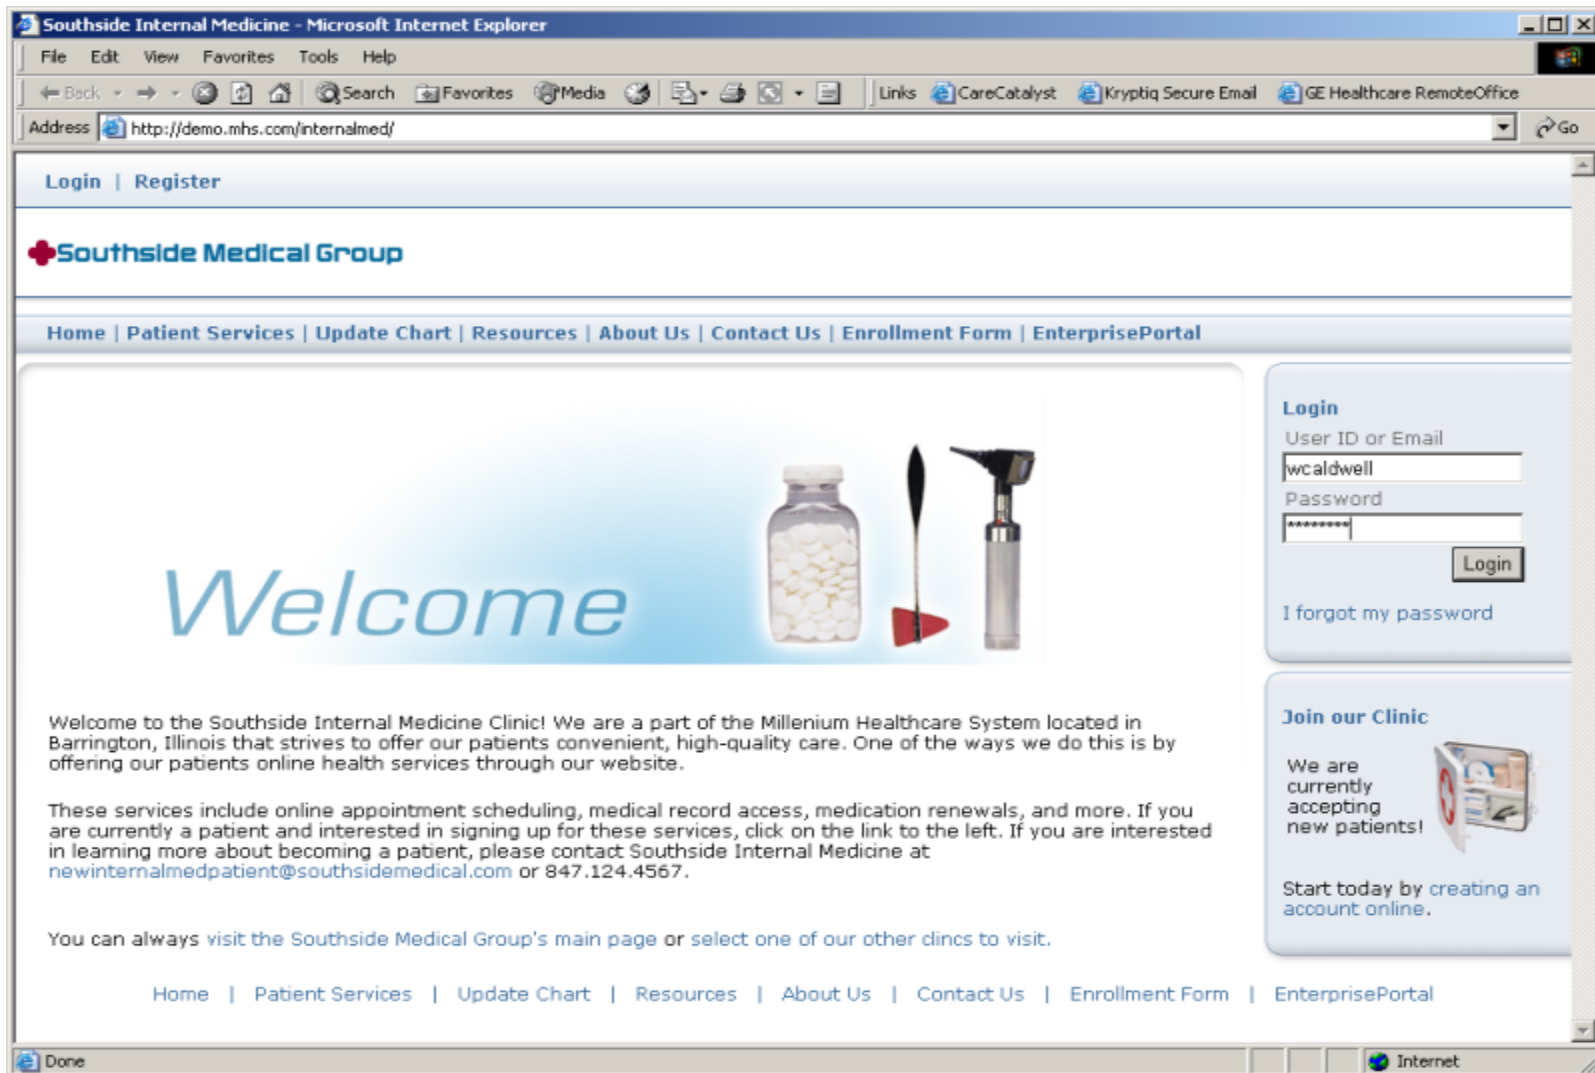 Southside Internal Medicine - Microsoft Internet Explorer
File Edit View Favorites Tools Help
Back Search Favorites Media Links CareCatalyst Kryptiq Secure Email GE Healthcare RemoteOffice
Address http://demo.mhs.com/internalmed/ Go
Login | Register
Southside Medical Group
Home | Patient Services | Update Chart | Resources | About Us | Contact Us | Enrollment Form | EnterprisePortal
Welcome
Welcome to the Southside Internal Medicine Clinic! We are a part of the Millenium Healthcare System located in
Barrington, Illinois that strives to offer our patients convenient, high-quality care. One of the ways we do this is by
offering our patients online health services through our website.
These services include online appointment scheduling, medical record access, medication renewals, and more. If you
are currently a patient and interested in signing up for these services, click on the link to the left. If you are interested
in learning more about becoming a patient, please contact Southside Internal Medicine at
newinternalmedpatient@southsidemedical.com or 847.124.4567.
You can always visit the Southside Medical Group's main page or select one of our other clincs to visit.
Login
User ID or Email
wcaldwell
Password
********
Login
I forgot my password
Join our Clinic
We are
currently
accepting
new patients!
Start today by creating an
account online.
Home | Patient Services | Update Chart | Resources | About Us | Contact Us | Enrollment Form | EnterprisePortal
Done Internet